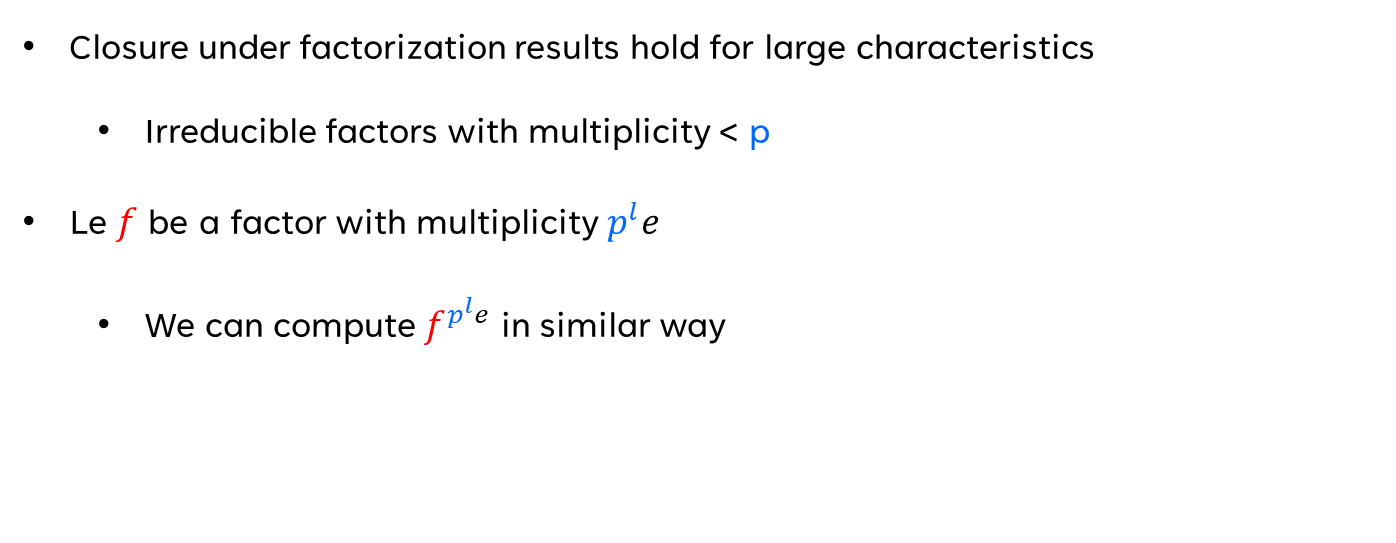 • Closure under factorization results hold for large characteristics
• Irreducible factors with multiplicity < p
• Le f be a factor with multiplicity p^l e
• We can compute f^{p^l e} in similar way